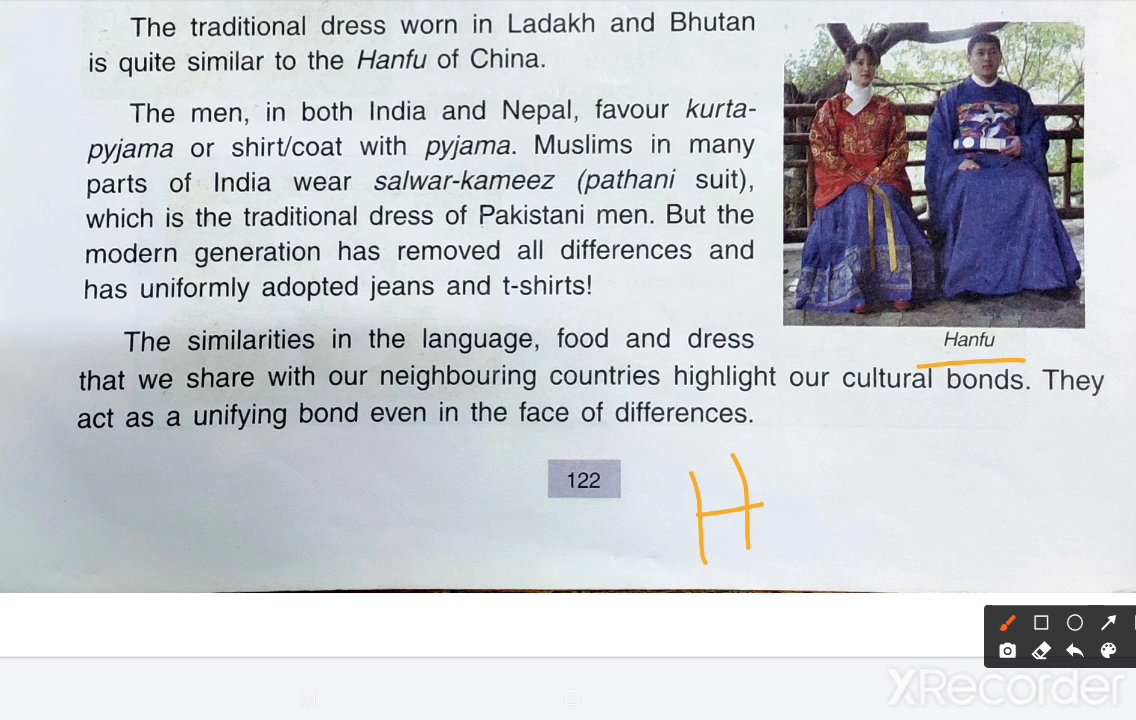 The traditional dress worn in Ladakh and Bhutan
is quite similar to the Hanfu of China.
The men, in both India and Nepal, favour kurta-
pyjama or shirt/coat with pyjama. Muslims in many
parts of India wear salwar-kameez (pathani suit),
which is the traditional dress of Pakistani men. But the
modern generation has removed all differences and
has uniformly adopted jeans and t-shirts!
Hanfu
The similarities in the language, food and dress
that we share with our neighbouring countries highlight our cultural bonds. They
act as a unifying bond even in the face of differences.
122
H
XRecorder